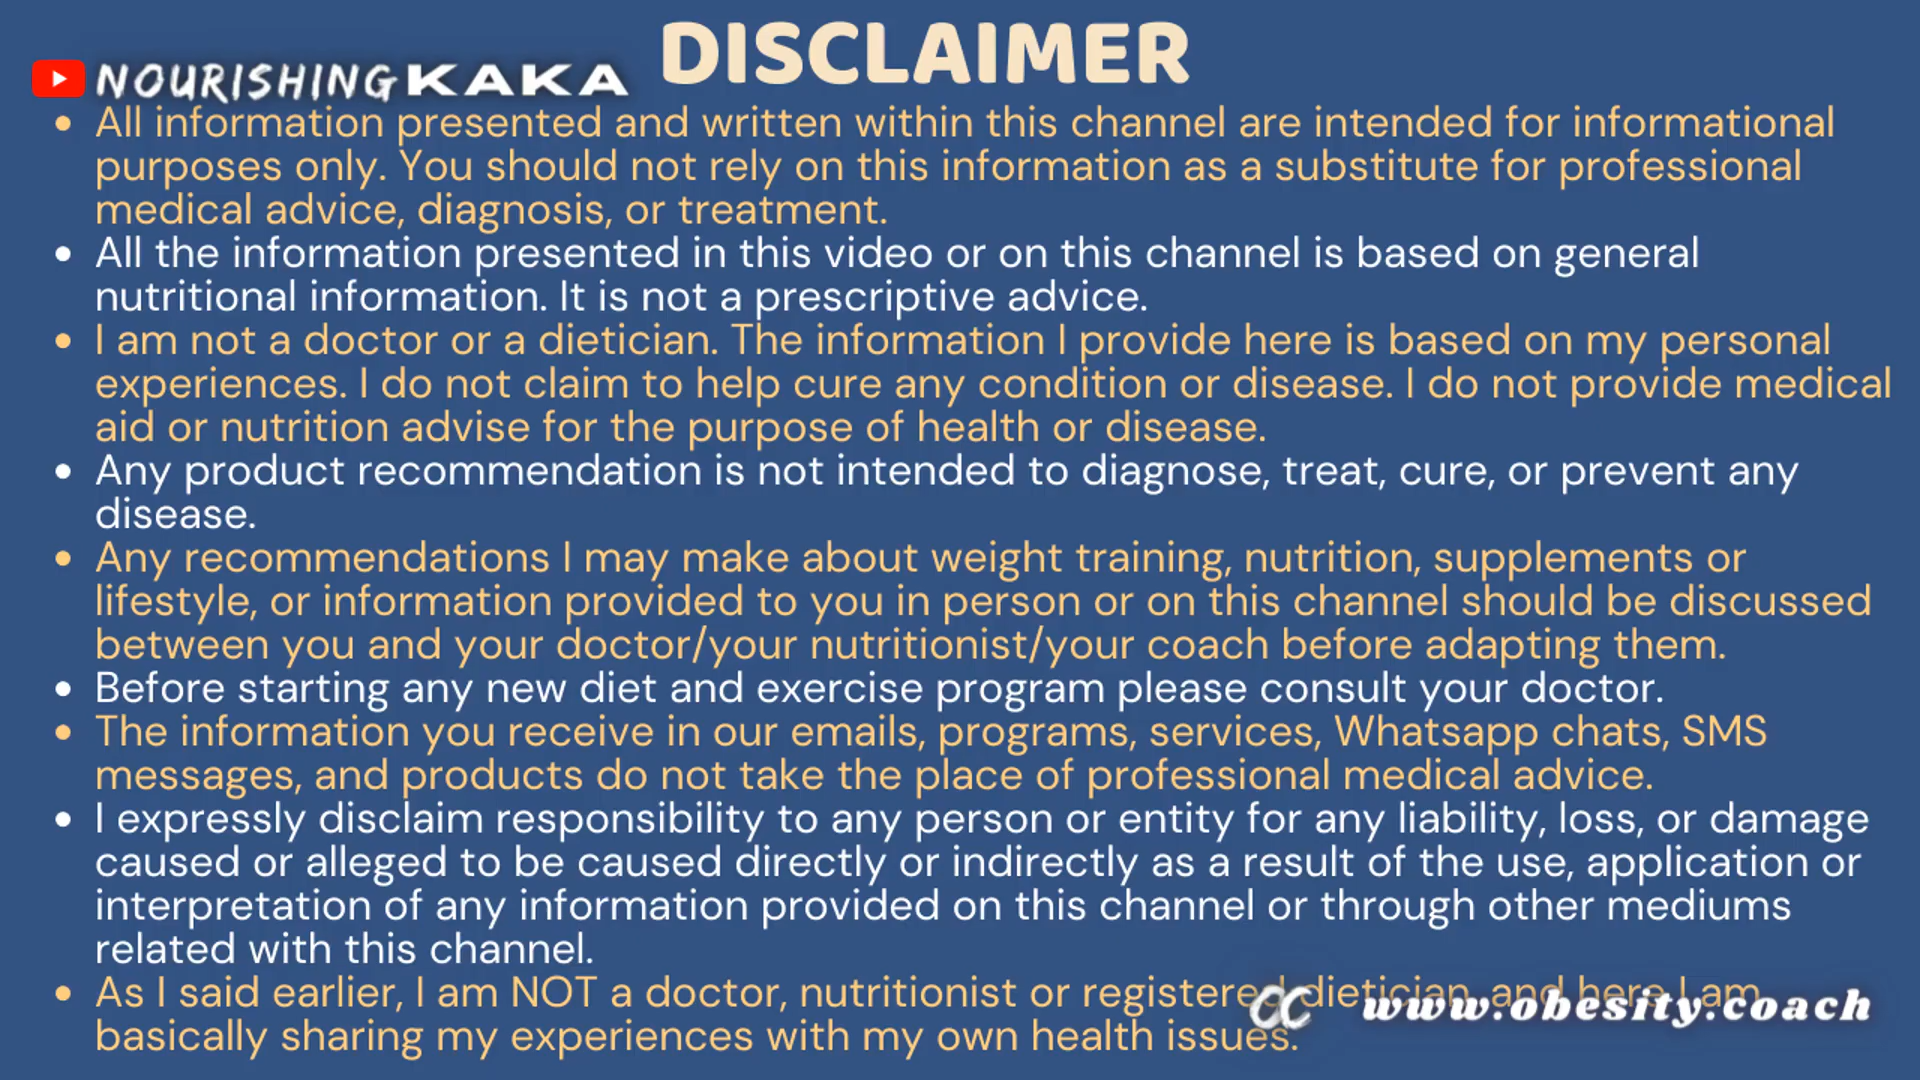 DISCLAIMER
NOURISHINGKAKA
• All information presented and written within this channel are intended for informational
purposes only. You should not rely on this information as a substitute for professional
medical advice, diagnosis, or treatment.
• All the information presented in this video or on this channel is based on general
nutritional information. It is not a prescriptive advice.
• I am not a doctor or a dietician. The information I provide here is based on my personal
experiences. I do not claim to help cure any condition or disease. I do not provide medical
aid or nutrition advise for the purpose of health or disease.
• Any product recommendation is not intended to diagnose, treat, cure, or prevent any
disease.
• Any recommendations I may make about weight training, nutrition, supplements or
lifestyle, or information provided to you in person or on this channel should be discussed
between you and your doctor/your nutritionist/your coach before adapting them.
• Before starting any new diet and exercise program please consult your doctor.
• The information you receive in our emails, programs, services, Whatsapp chats, SMS
messages, and products do not take the place of professional medical advice.
• I expressly disclaim responsibility to any person or entity for any liability, loss, or damage
caused or alleged to be caused directly or indirectly as a result of the use, application or
interpretation of any information provided on this channel or through other mediums
related with this channel.
• As I said earlier, I am NOT a doctor, nutritionist or registered dietician, and here I am
basically sharing my experiences with my own health issues.
OC www.obesity.coach